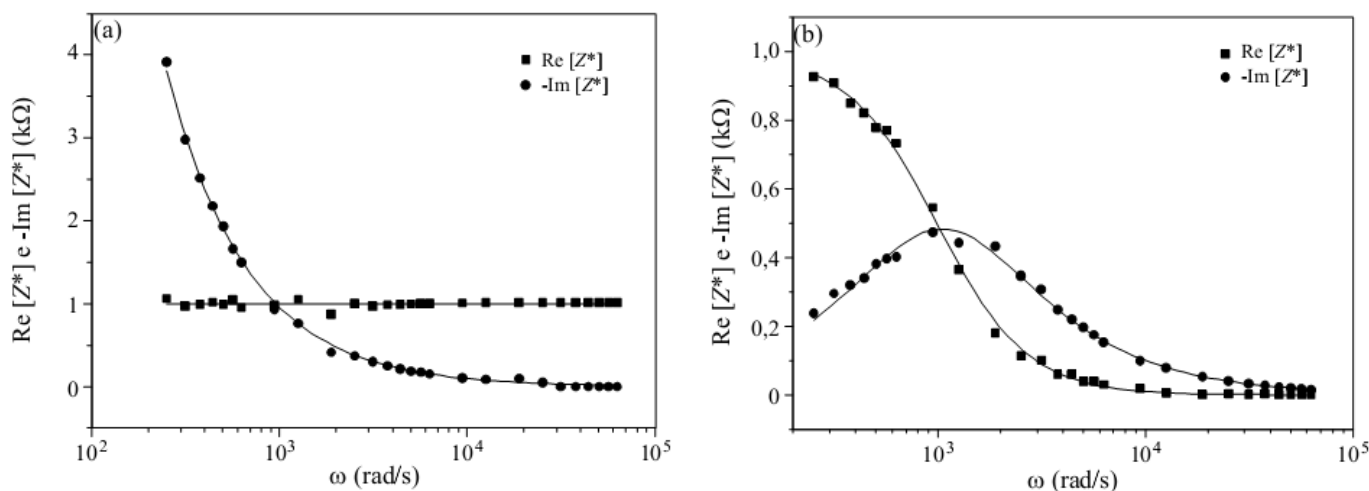 (a)
Re [Z*]
-Im [Z*]
Re [Z*] e -Im [Z*] (kΩ)
4
3
2
1
0
10² 10³ 10⁴ 10⁵
ω (rad/s)
(b)
Re [Z*]
-Im [Z*]
Re [Z*] e -Im [Z*] (kΩ)
1,0
0,8
0,6
0,4
0,2
0,0
10³ 10⁴ 10⁵
ω (rad/s)